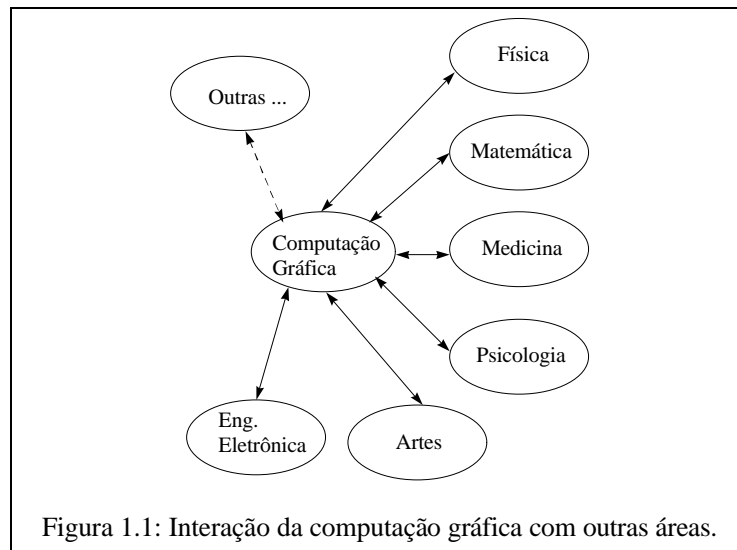 Física
Outras ...
Matemática
Computação
Gráfica
Medicina
Psicologia
Eng.
Eletrônica
Artes
Figura 1.1: Interação da computação gráfica com outras áreas.